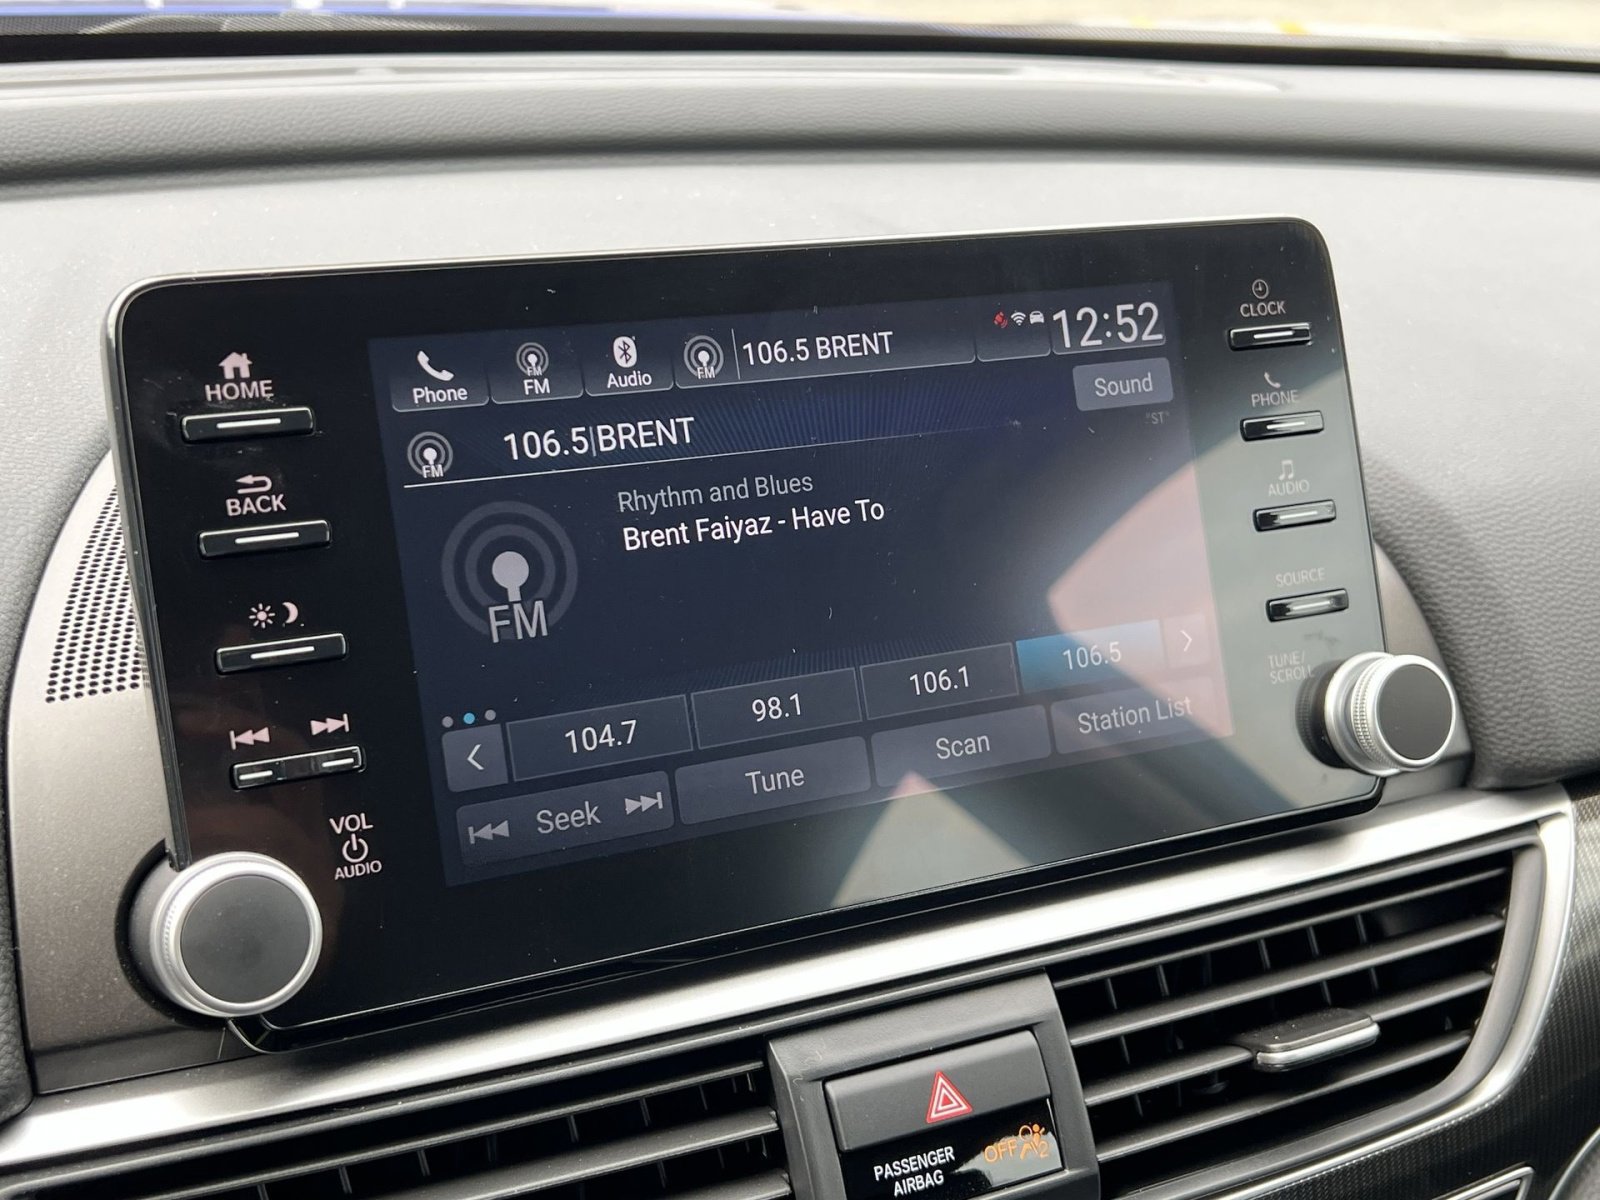 HOME
BACK
VOL
AUDIO
Phone
FM
FM
Audio
FM
106.5 BRENT
12:52
Sound
FM
106.5|BRENT
"ST"
Rhythm and Blues
Brent Faiyaz - Have To
FM
104.7
98.1
106.1
106.5
Seek
Tune
Scan
Station List
CLOCK
PHONE
AUDIO
SOURCE
TUNE/
SCROLL
PASSENGER
AIRBAG
OFF
2